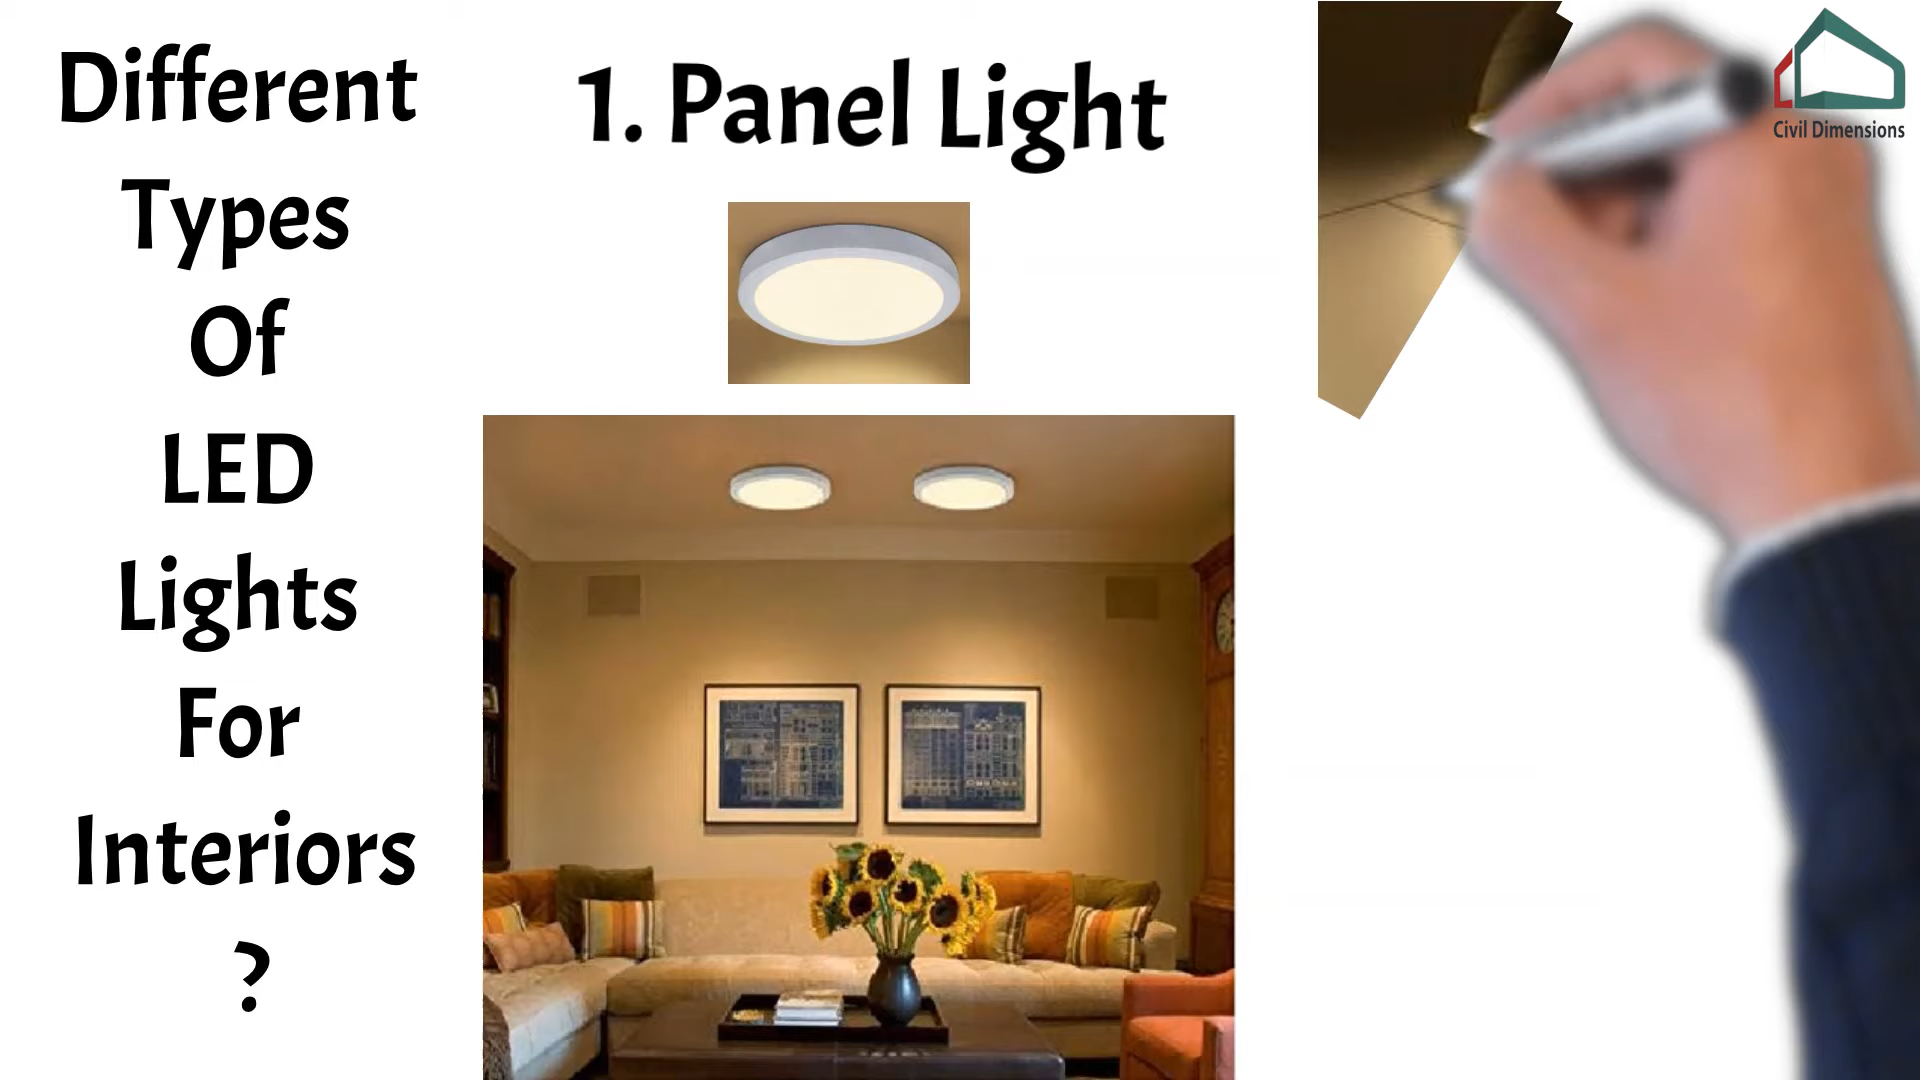 Different
Types
Of
LED
Lights
For
Interiors
?
1. Panel Light
Civil Dimensions